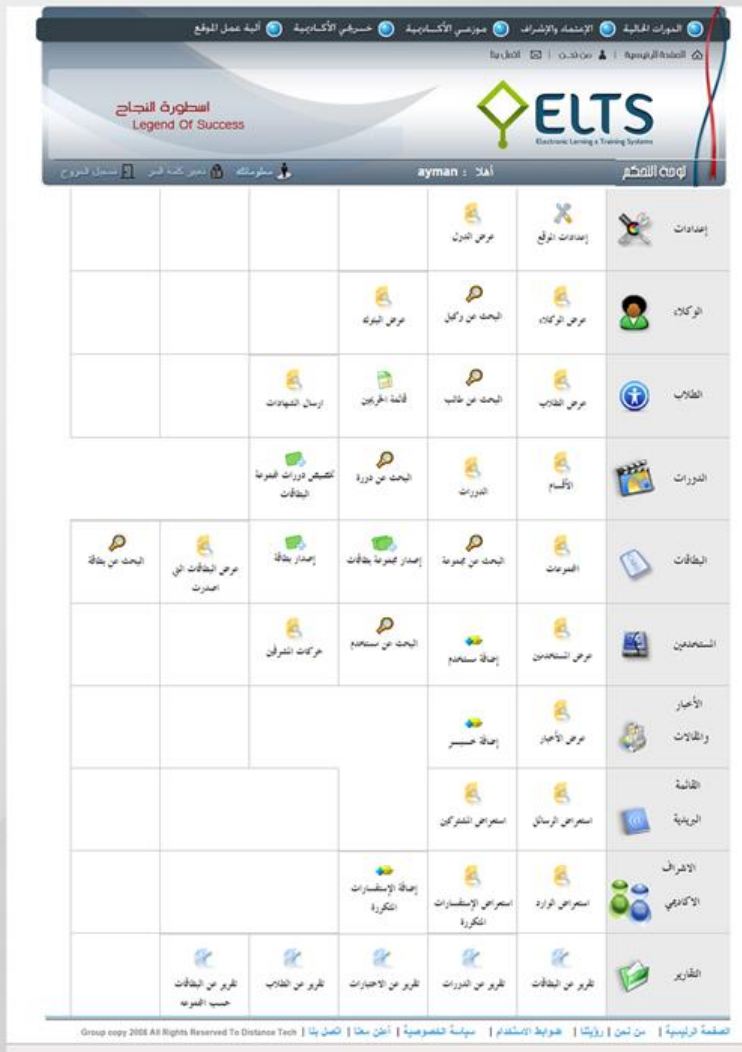 الدورات الحالية الإعتماد والإشراف موزعي الأكاديمية خريجي الأكاديمية ألية عمل الموقع
الصفحة الرئيسية | من نحن | اتصل بنا
اسطورة النجاح
Legend Of Success
ELTS
Electronic Lerning & Training Systems
لوحة التحكم
أهلا : ayman
معلوماتك تغيير كلمة السر تسجيل الخروج
إعدادات
إعدادات الموقع
عرض الدول
الوكلاء
عرض الوكلاء
البحث عن وكيل
عرض البنوك
الطلاب
عرض الطلاب
البحث عن طالب
قائمة الخريجين
ارسال الشهادات
الدورات
الأقسام
الدورات
البحث عن دورة
تخصيص دورات لمجموعة
البطاقات
البطاقات
المجموعات
البحث عن مجموعة
إصدار مجموعة بطاقات
إصدار بطاقة
عرض البطاقات التي
اصدرت
البحث عن بطاقة
المستخدمين
عرض المستخدمين
إضافة مستخدم
البحث عن مستخدم
حركات المشرفين
الأخبار
والمقالات
عرض الأخبار
إضافة خبر
القائمة
البريدية
استعراض الرسائل
استعراض المشتركين
الاشراف
الاكاديمي
استعراض الوارد
استعراض الإستفسارات
المتكررة
إضافة الإستفسارات
المتكررة
التقارير
تقرير عن البطاقات
تقرير عن الدورات
تقرير عن الاختبارات
تقرير عن الطلاب
تقرير عن البطاقات
حسب المجموعه
الصفحة الرئيسية | من نحن | رؤيتنا | ضوابط الاستخدام | سياسة الخصوصية | أعلن معنا | اتصل بنا | Group copy 2008 All Rights Reserved To Distance Tech